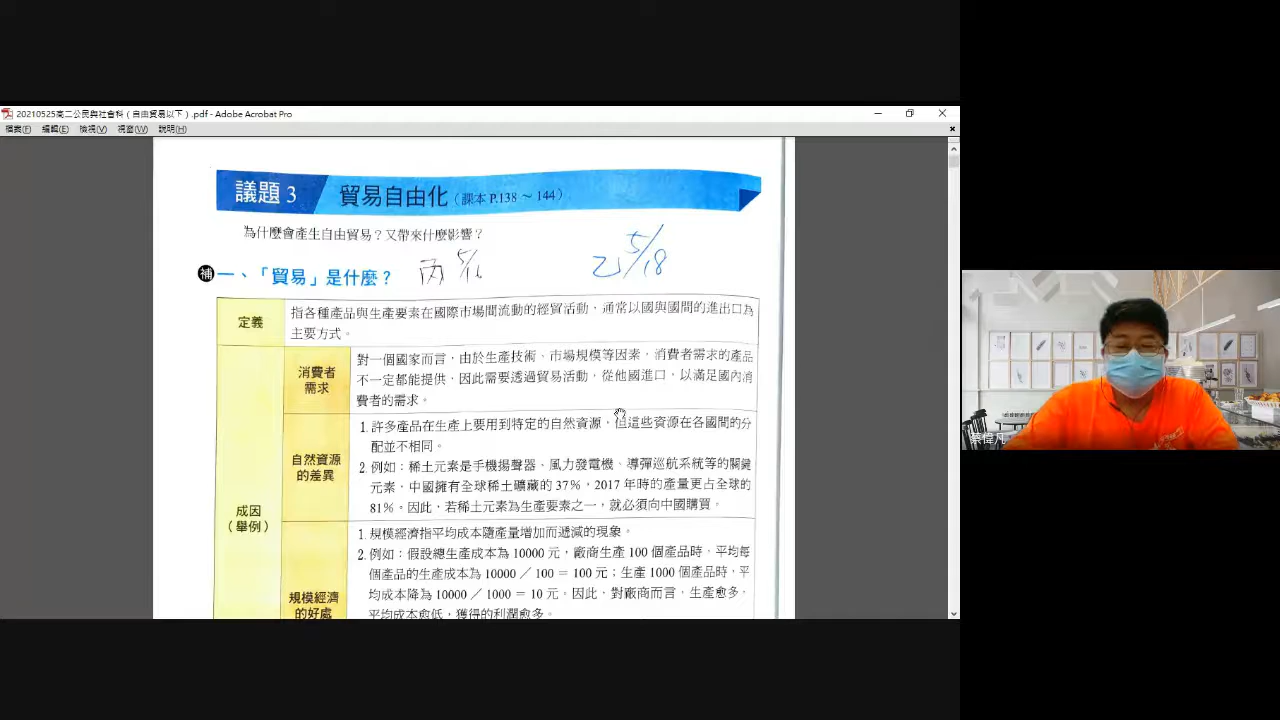 20210525高二公民與社會科（自由貿易以下）.pdf - Adobe Acrobat Pro
檔案(F) 編輯(E) 檢視(V) 視窗(W) 說明(H)
議題 3 貿易自由化（課本 P.138～144）
為什麼會產生自由貿易？又帶來什麼影響？
補 一、「貿易」是什麼？ 丙 5/16 乙 5/18
定義
指各種產品與生產要素在國際市場間流動的經貿活動，通常以國與國間的進出口為
主要方式。
成因
（舉例）
消費者
需求
對一個國家而言，由於生產技術、市場規模等因素，消費者需求的產品
不一定都能提供，因此需要透過貿易活動，從他國進口，以滿足國內消
費者的需求。
自然資源
的差異
1. 許多產品在生產上要用到特定的自然資源，但這些資源在各國間的分
配並不相同。
2. 例如：稀土元素是手機揚聲器、風力發電機、導彈巡航系統等的關鍵
元素，中國擁有全球稀土礦藏的 37%，2017 年時的產量更占全球的
81%。因此，若稀土元素為生產要素之一，就必須向中國購買。
規模經濟
的好處
1. 規模經濟指平均成本隨產量增加而遞減的現象。
2. 例如：假設總生產成本為 10000 元，廠商生產 100 個產品時，平均每
個產品的生產成本為 10000／100＝100 元；生產 1000 個產品時，平
均成本降為 10000／1000＝10 元。因此，對廠商而言，生產愈多，
平均成本愈低，獲得的利潤愈多。
蔡偉凡